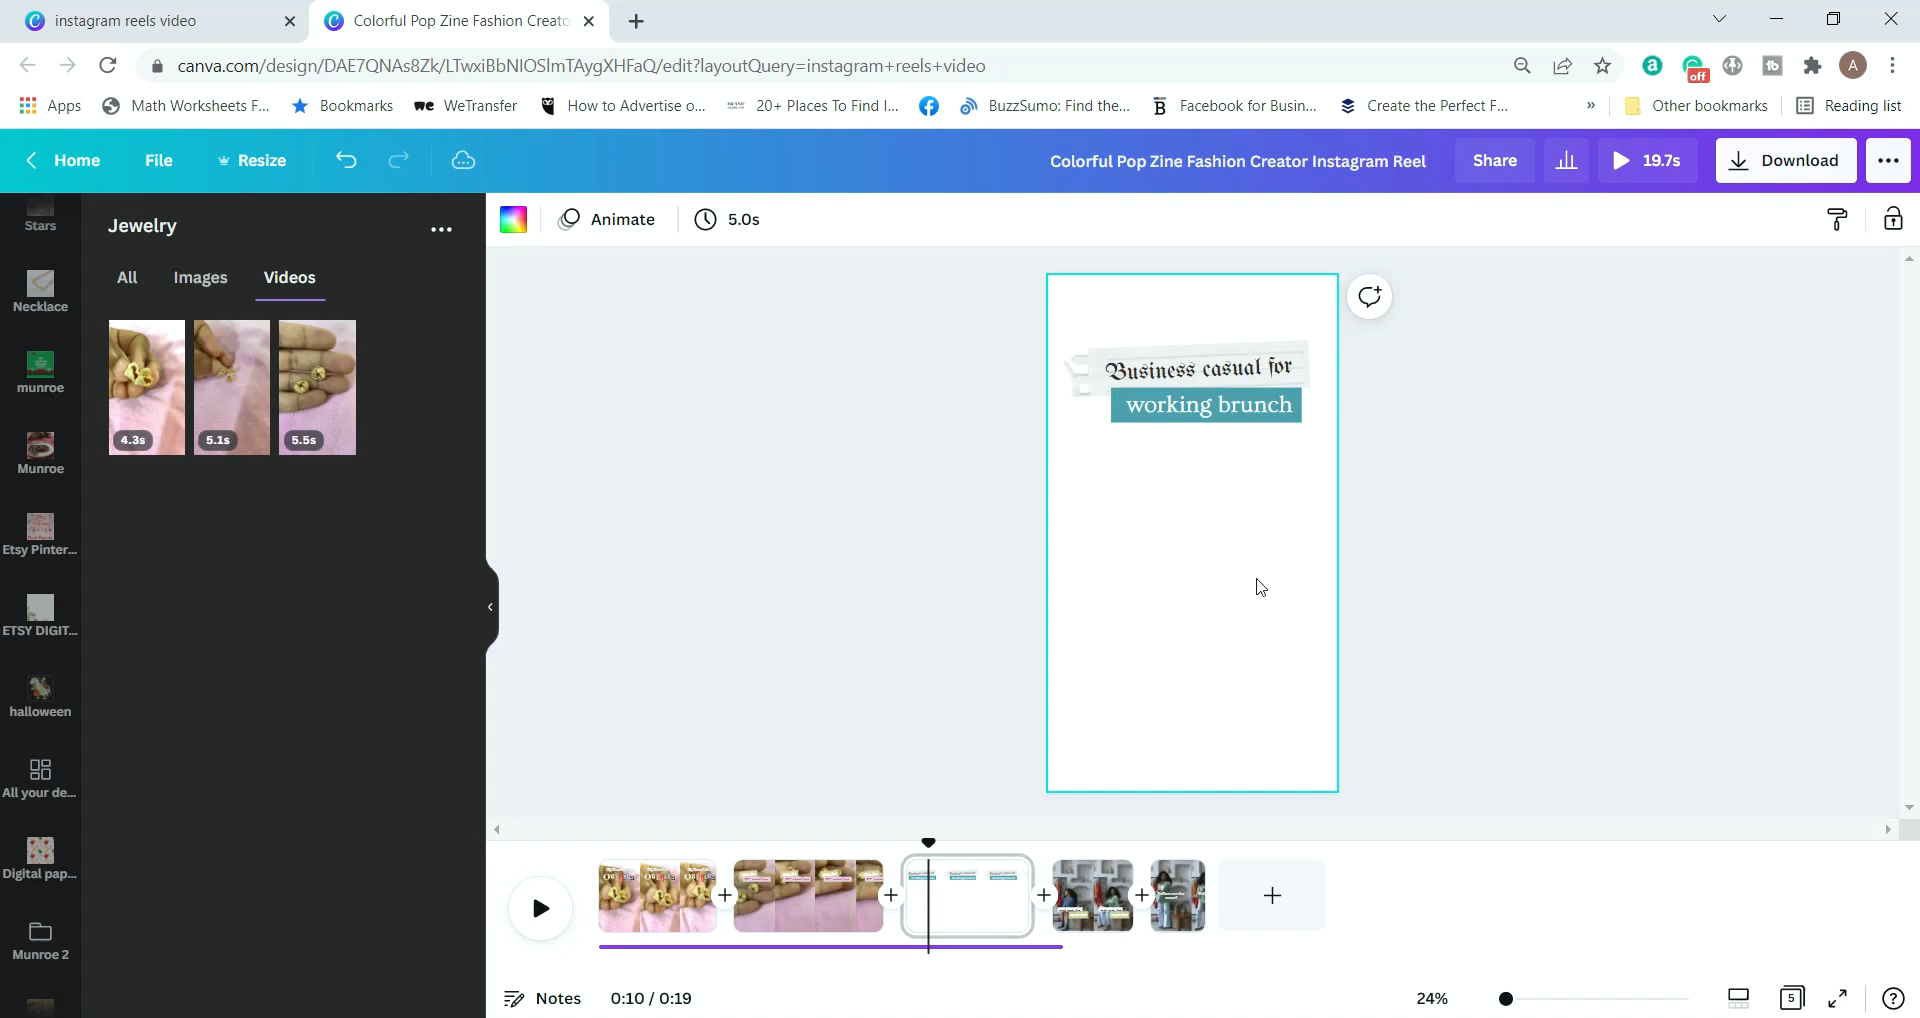 instagram reels video
Colorful Pop Zine Fashion Creato
canva.com/design/DAE7QNAs8Zk/LTwxiBbNIOSlmTAygXHFaQ/edit?layoutQuery=instagram+reels+video
off
A
Apps
Math Worksheets F...
Bookmarks
WeTransfer
How to Advertise o...
20+ Places To Find I...
BuzzSumo: Find the...
Facebook for Busin...
Create the Perfect F...
»
Other bookmarks
Reading list
Home
File
Resize
Colorful Pop Zine Fashion Creator Instagram Reel
Share
19.7s
Download
Stars
Necklace
munroe
Munroe
Etsy Pinter...
ETSY DIGIT...
halloween
All your de...
Digital pap...
Munroe 2
Jewelry
All
Images
Videos
4.3s
5.1s
5.5s
Animate
5.0s
Business casual for
working brunch
Notes
0:10 / 0:19
24%
5